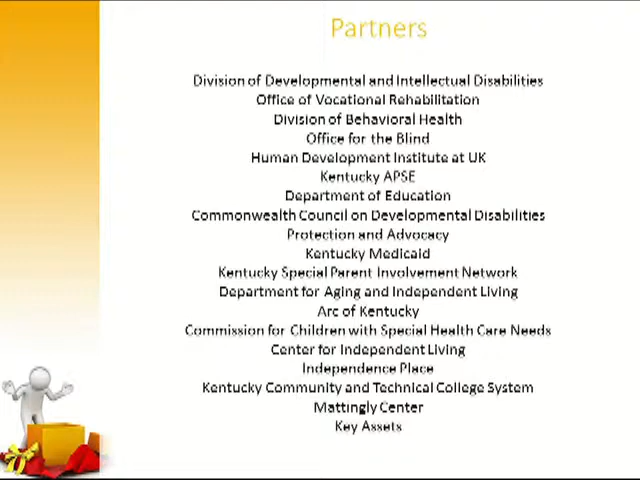 Partners
Division of Developmental and Intellectual Disabilities
Office of Vocational Rehabilitation
Division of Behavioral Health
Office for the Blind
Human Development Institute at UK
Kentucky APSE
Department of Education
Commonwealth Council on Developmental Disabilities
Protection and Advocacy
Kentucky Medicaid
Kentucky Special Parent Involvement Network
Department for Aging and Independent Living
Arc of Kentucky
Commission for Children with Special Health Care Needs
Center for Independent Living
Independence Place
Kentucky Community and Technical College System
Mattingly Center
Key Assets